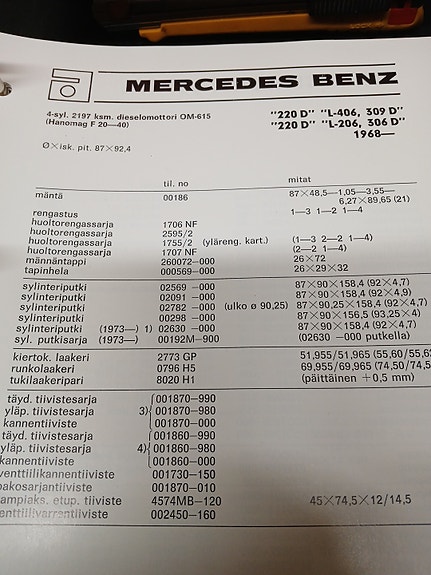 MERCEDES BENZ
4-syl. 2197 ksm. dieselomottori OM-615
(Hanomag F 20—40)
"220 D" "L-406, 309 D"
"220 D" "L-206, 306 D"
1968—
Ø×isk. pit. 87×92,4
til. no mitat
mäntä 00186 87×48,5—1,05—3,55—
6,27×89,65 (21)
rengastus 1—3 1—2 1—4
huoltorengassarja 1706 NF
huoltorengassarja 2595/2
huoltorengassarja 1755/2 (yläreng. kart.) (1—3 2—2 1—4)
huoltorengassarja 1707 NF (2—2 1—4)
männäntappi 260072—000 26×72
tapinhela 000569—000 26×29×32
sylinteriputki 02569 —000 87×90×158,4 (92×4,7)
sylinteriputki 02091 —000 87×90×158,4 (92×4,9)
sylinteriputki 02782 —000 (ulko ø 90,25) 87×90,25×158,4 (92×4,7)
sylinteriputki 00298 —000 87×90×156,5 (93,25×4)
sylinteriputki (1973—) 1) 02630 —000 87×90×158,4 (92×4,7)
syl. putkisarja (1973—) 00192M—900 (02630 —000 putkella)
kiertok. laakeri 2773 GP 51,955/51,965 (55,60/55,62
runkolaakeri 0796 H5 69,955/69,965 (74,50/74,5
tukilaakeripari 8020 H1 (päittäinen +0,5 mm)
täyd. tiivistesarja 001870—990
yläp. tiivistesarja 3) 001870—980
kannentiiviste 001870—000
täyd. tiivistesarja 001860—990
yläp. tiivistesarja 4) 001860—980
kannentiiviste 001860—000
venttiilikannentiiviste 001730—150
pakosarjantiiviste 001870—010
ampiaks. etup. tiiviste 4574MB—120 45×74,5×12/14,5
enttiilivarrentiiviste 002450—160